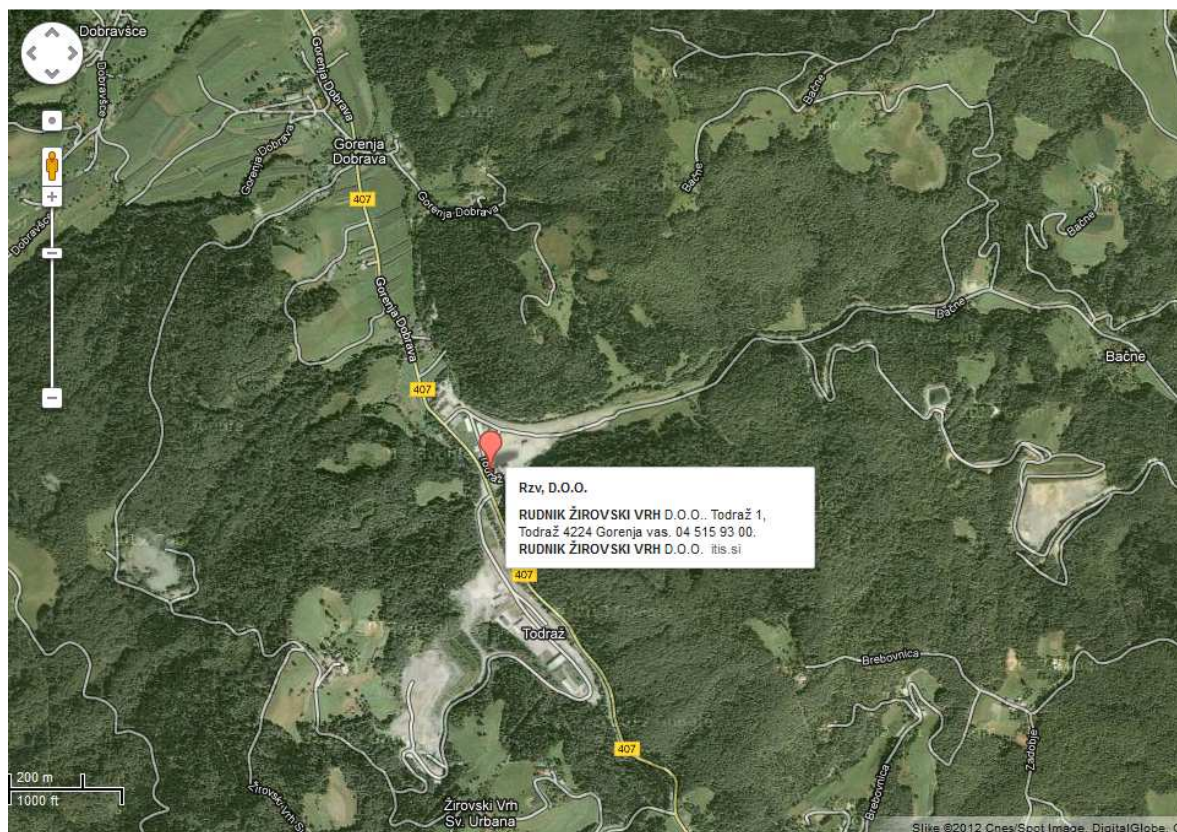 Dobravšce
Dobravšce
Gorenja Dobrava
Bačne
Gorenja
Dobrava
Gorenja Dobrava
Bačne
407
Gorenja Dobrava
Bačne
Dobravšce
Gorenja Dobrava
Bačne
Bačne
407
Rzv, D.O.O.
RUDNIK ŽIROVSKI VRH D.O.O.. Todraž 1,
Todraž 4224 Gorenja vas. 04 515 93 00.
RUDNIK ŽIROVSKI VRH D.O.O. itis.si
407
Todraž
Brebovnica
Zadobje
407
Brebovnica
200 m
1000 ft
Žirovski Vrh
Sv. Urbana
Slike ©2012 Cnes/Spot Image, DigitalGlobe,